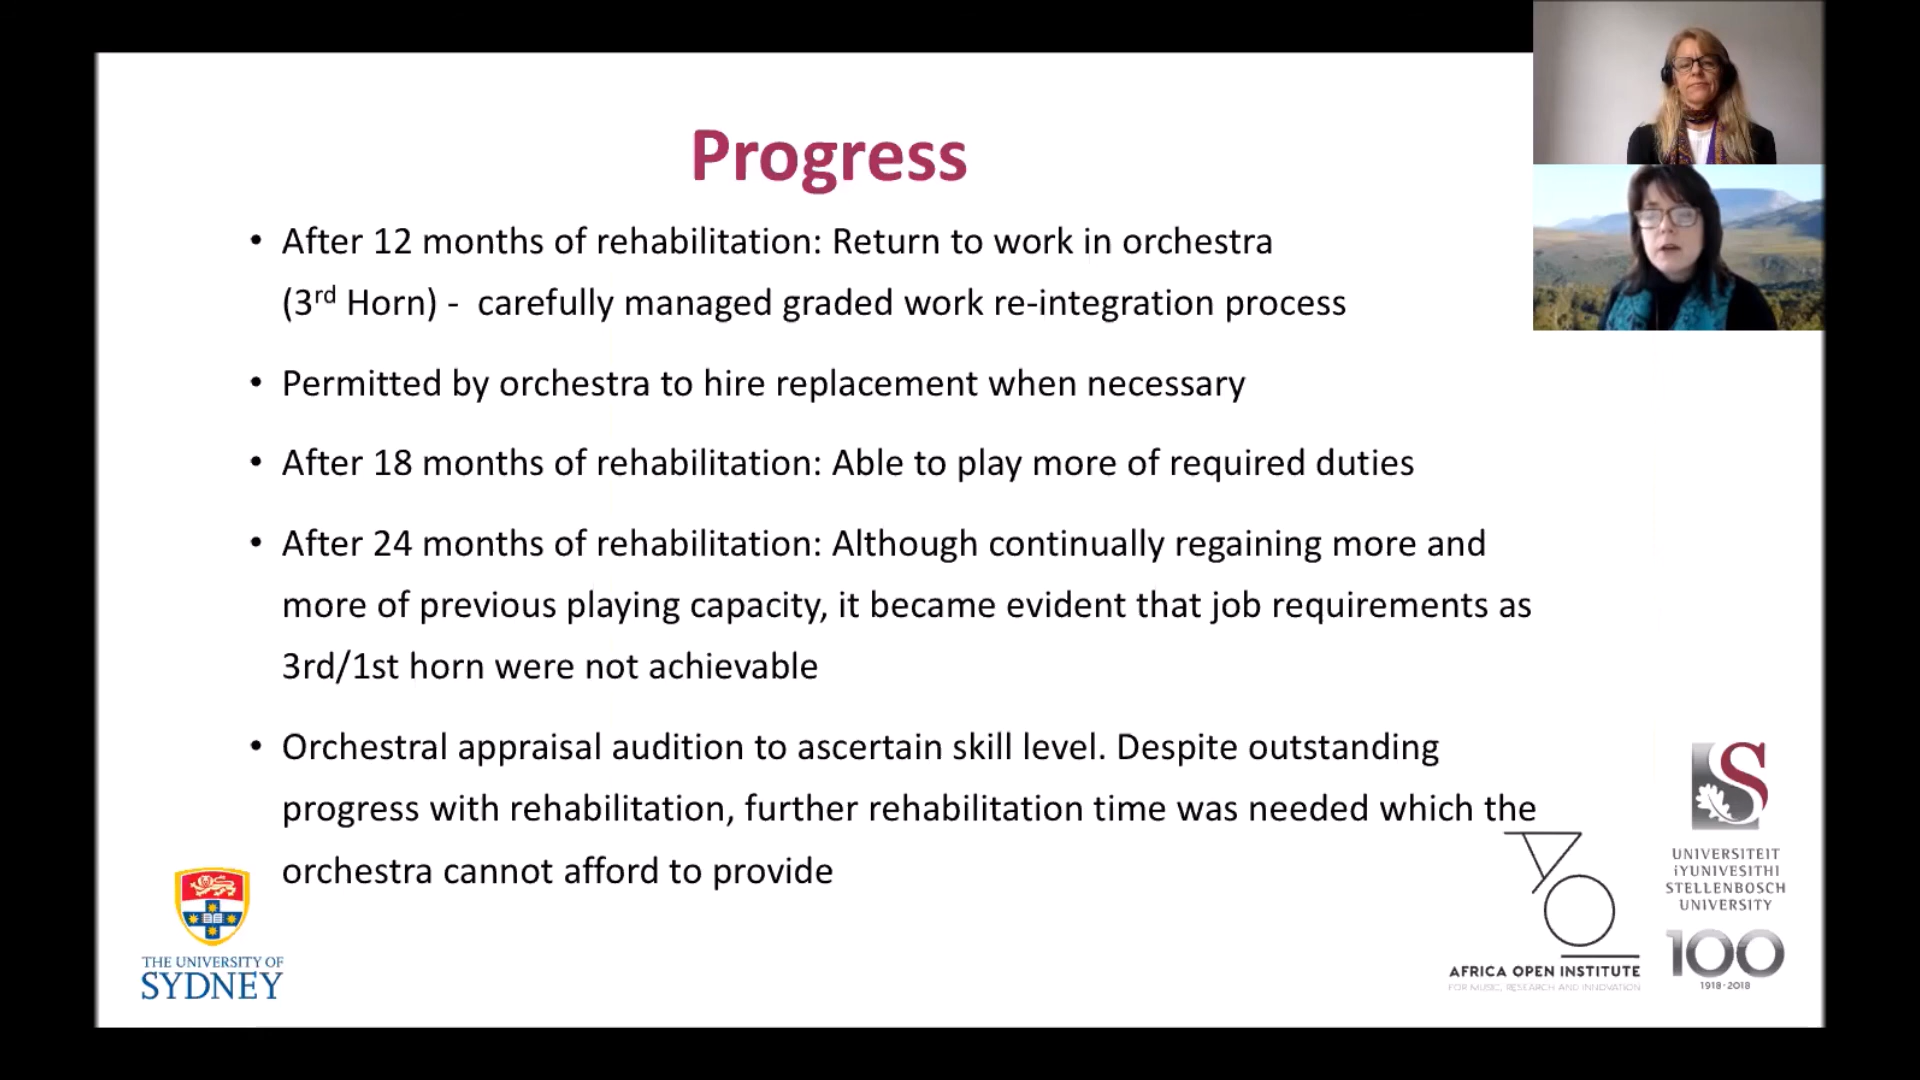 Progress
• After 12 months of rehabilitation: Return to work in orchestra
(3rd Horn) - carefully managed graded work re-integration process
• Permitted by orchestra to hire replacement when necessary
• After 18 months of rehabilitation: Able to play more of required duties
• After 24 months of rehabilitation: Although continually regaining more and
more of previous playing capacity, it became evident that job requirements as
3rd/1st horn were not achievable
• Orchestral appraisal audition to ascertain skill level. Despite outstanding
progress with rehabilitation, further rehabilitation time was needed which the
orchestra cannot afford to provide
THE UNIVERSITY OF
SYDNEY
AFRICA OPEN INSTITUTE
FOR MUSIC, RESEARCH AND INNOVATION
S
UNIVERSITEIT
iYUNIVESITHI
STELLENBOSCH
UNIVERSITY
100
1918·2018